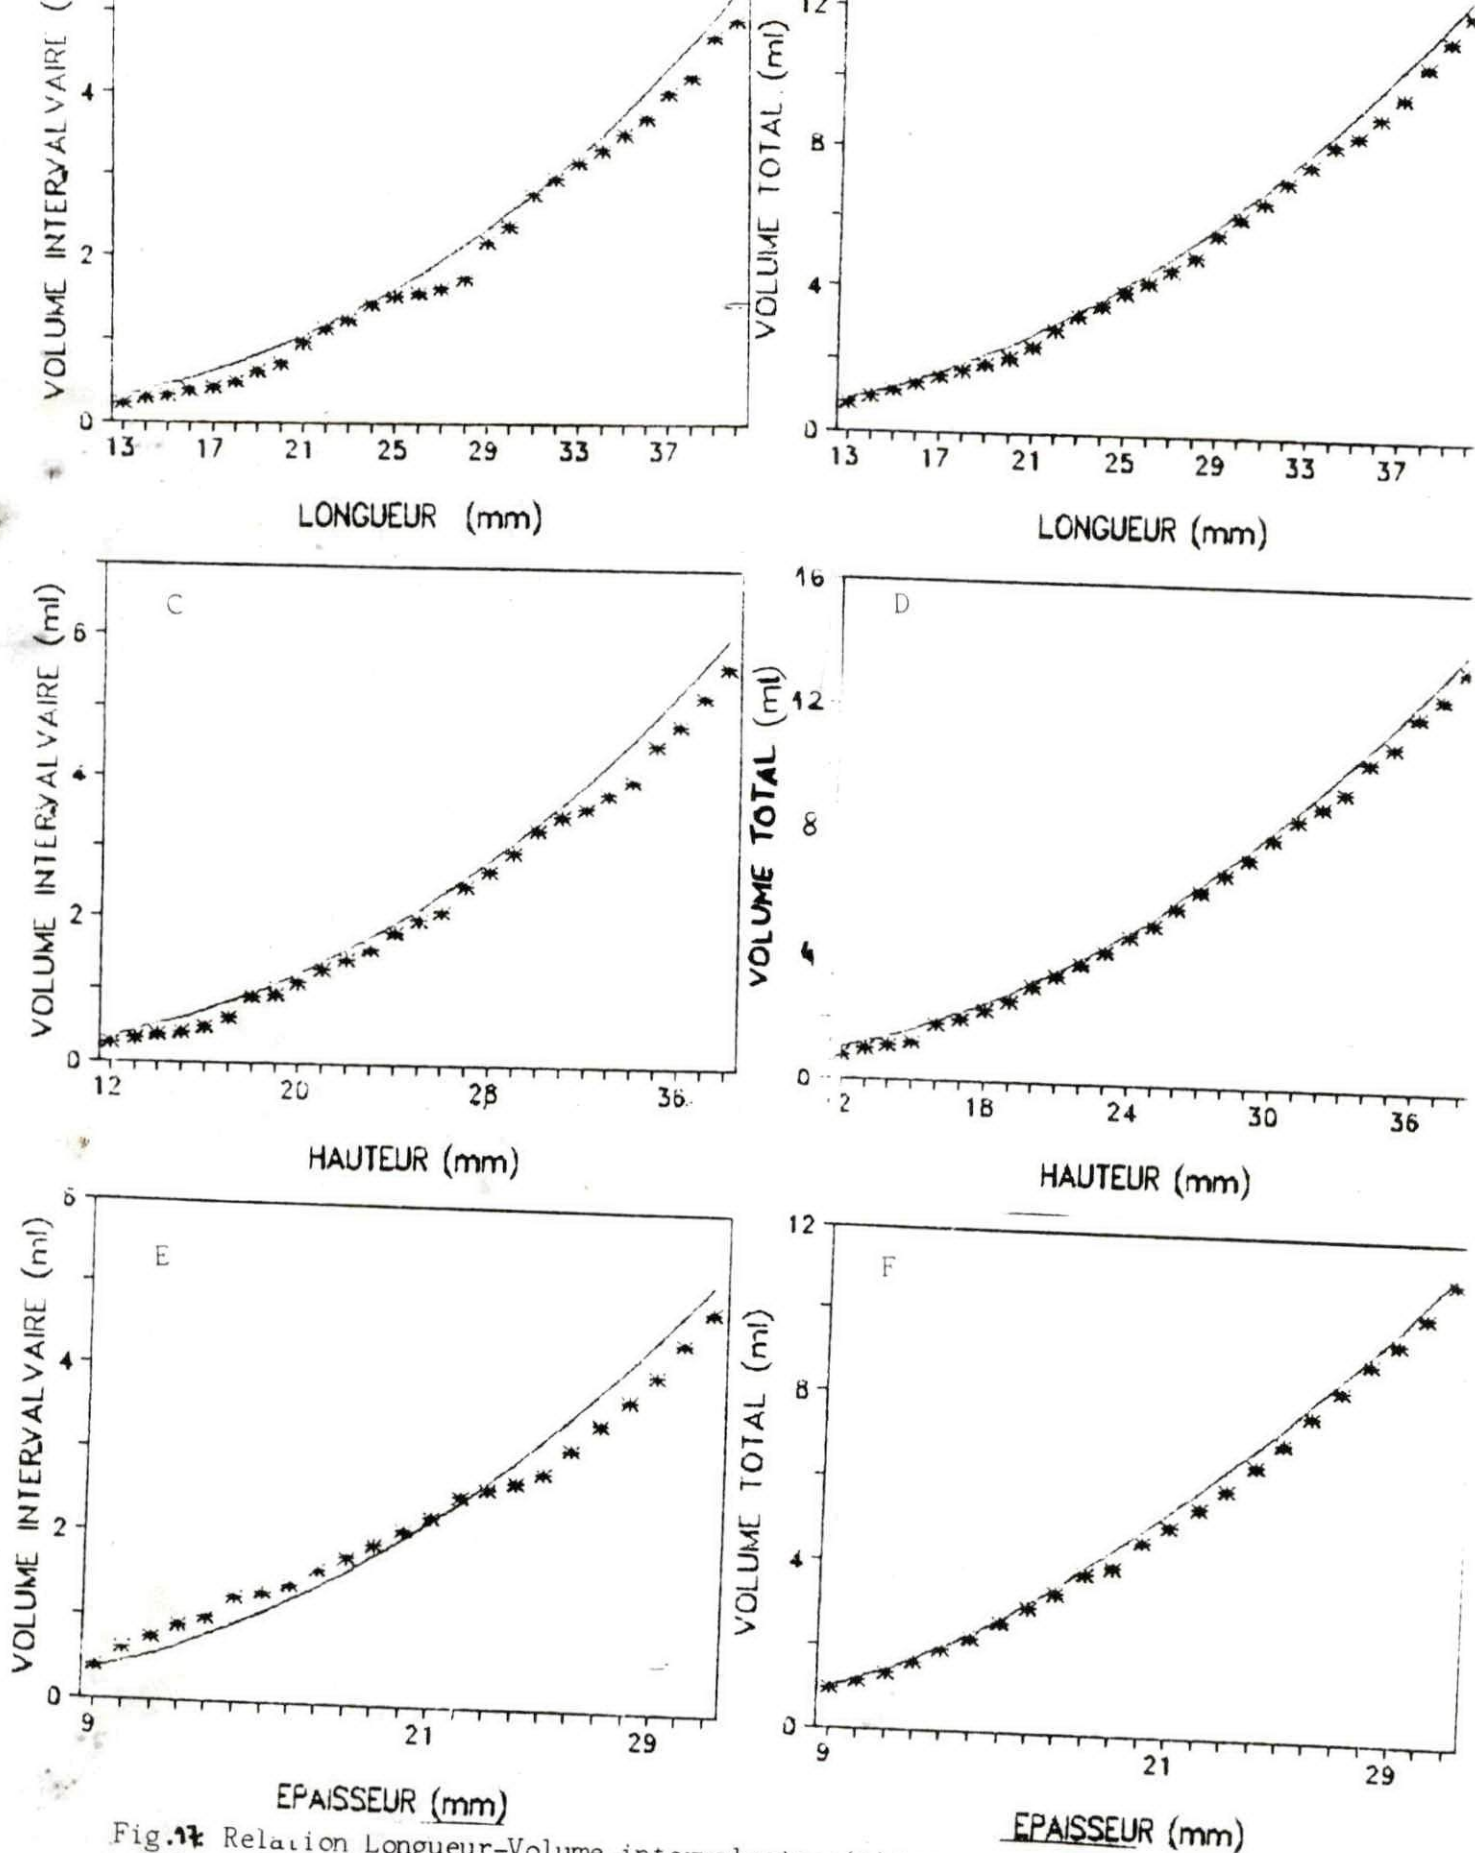 VOLUME INTERVALVAIRE (
4
2
0
13 17 21 25 29 33 37
LONGUEUR (mm)
VOLUME TOTAL (ml)
12
8
4
0
13 17 21 25 29 33 37
LONGUEUR (mm)
C
VOLUME INTERVALVAIRE (ml)
6
4
2
0
12 20 28 36
HAUTEUR (mm)
D
VOLUME TOTAL (ml)
16
12
8
4
0
2 18 24 30 36
HAUTEUR (mm)
E
VOLUME INTERVALVAIRE (ml)
6
4
2
0
9 21 29
EPAISSEUR (mm)
F
VOLUME TOTAL (ml)
12
8
4
0
9 21 29
EPAISSEUR (mm)
Fig.17 Relation Longueur-Volume